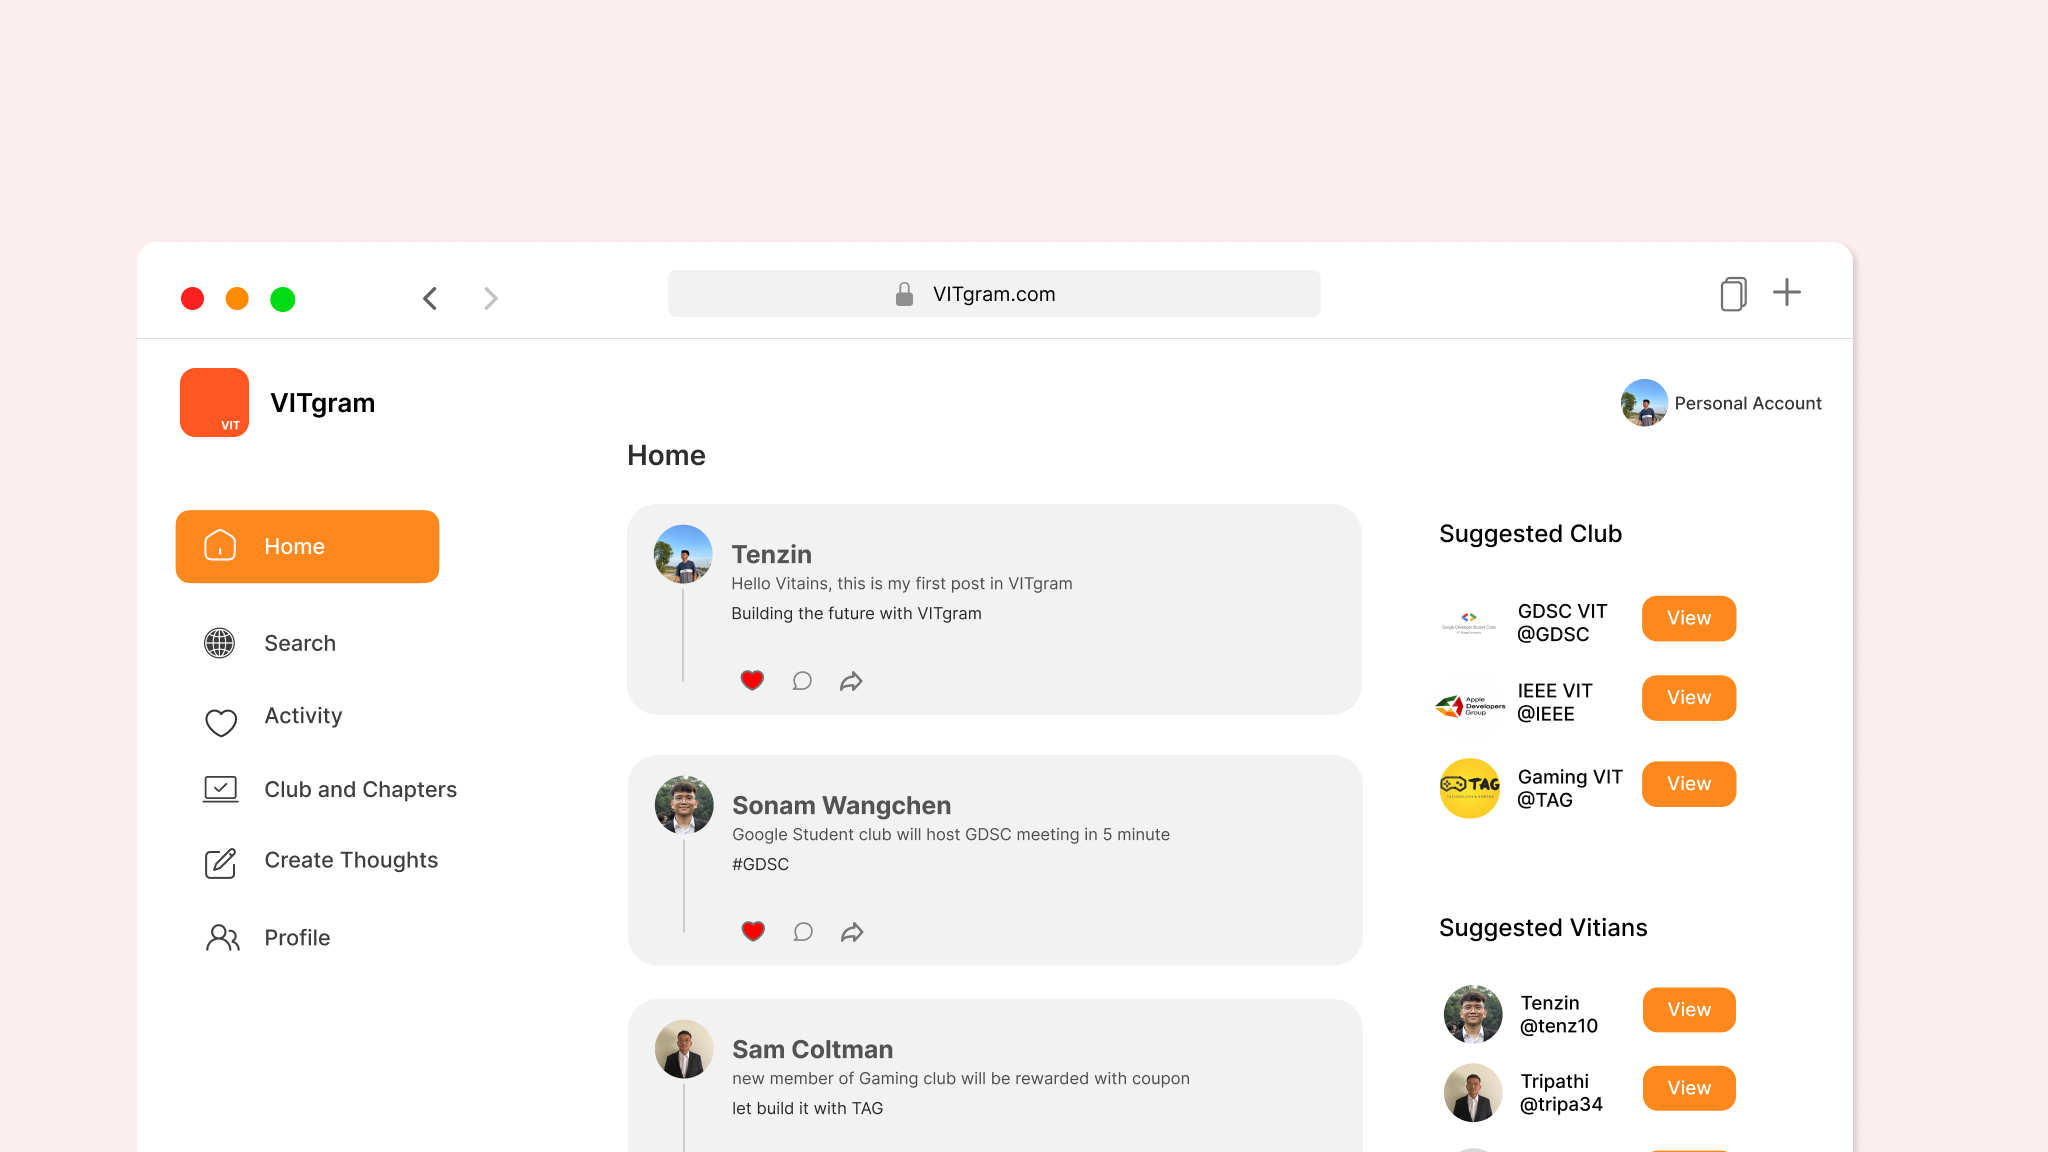 VITgram.com
VIT
VITgram
Personal Account
Home
Home
Search
Activity
Club and Chapters
Create Thoughts
Profile
Tenzin
Hello Vitains, this is my first post in VITgram
Building the future with VITgram
Sonam Wangchen
Google Student club will host GDSC meeting in 5 minute
#GDSC
Sam Coltman
new member of Gaming club will be rewarded with coupon
let build it with TAG
Suggested Club
Google Developer Student Clubs
GDSC VIT
@GDSC
View
Apple
Developers
Group
IEEE VIT
@IEEE
View
TAG
Gaming VIT
@TAG
View
Suggested Vitians
Tenzin
@tenz10
View
Tripathi
@tripa34
View